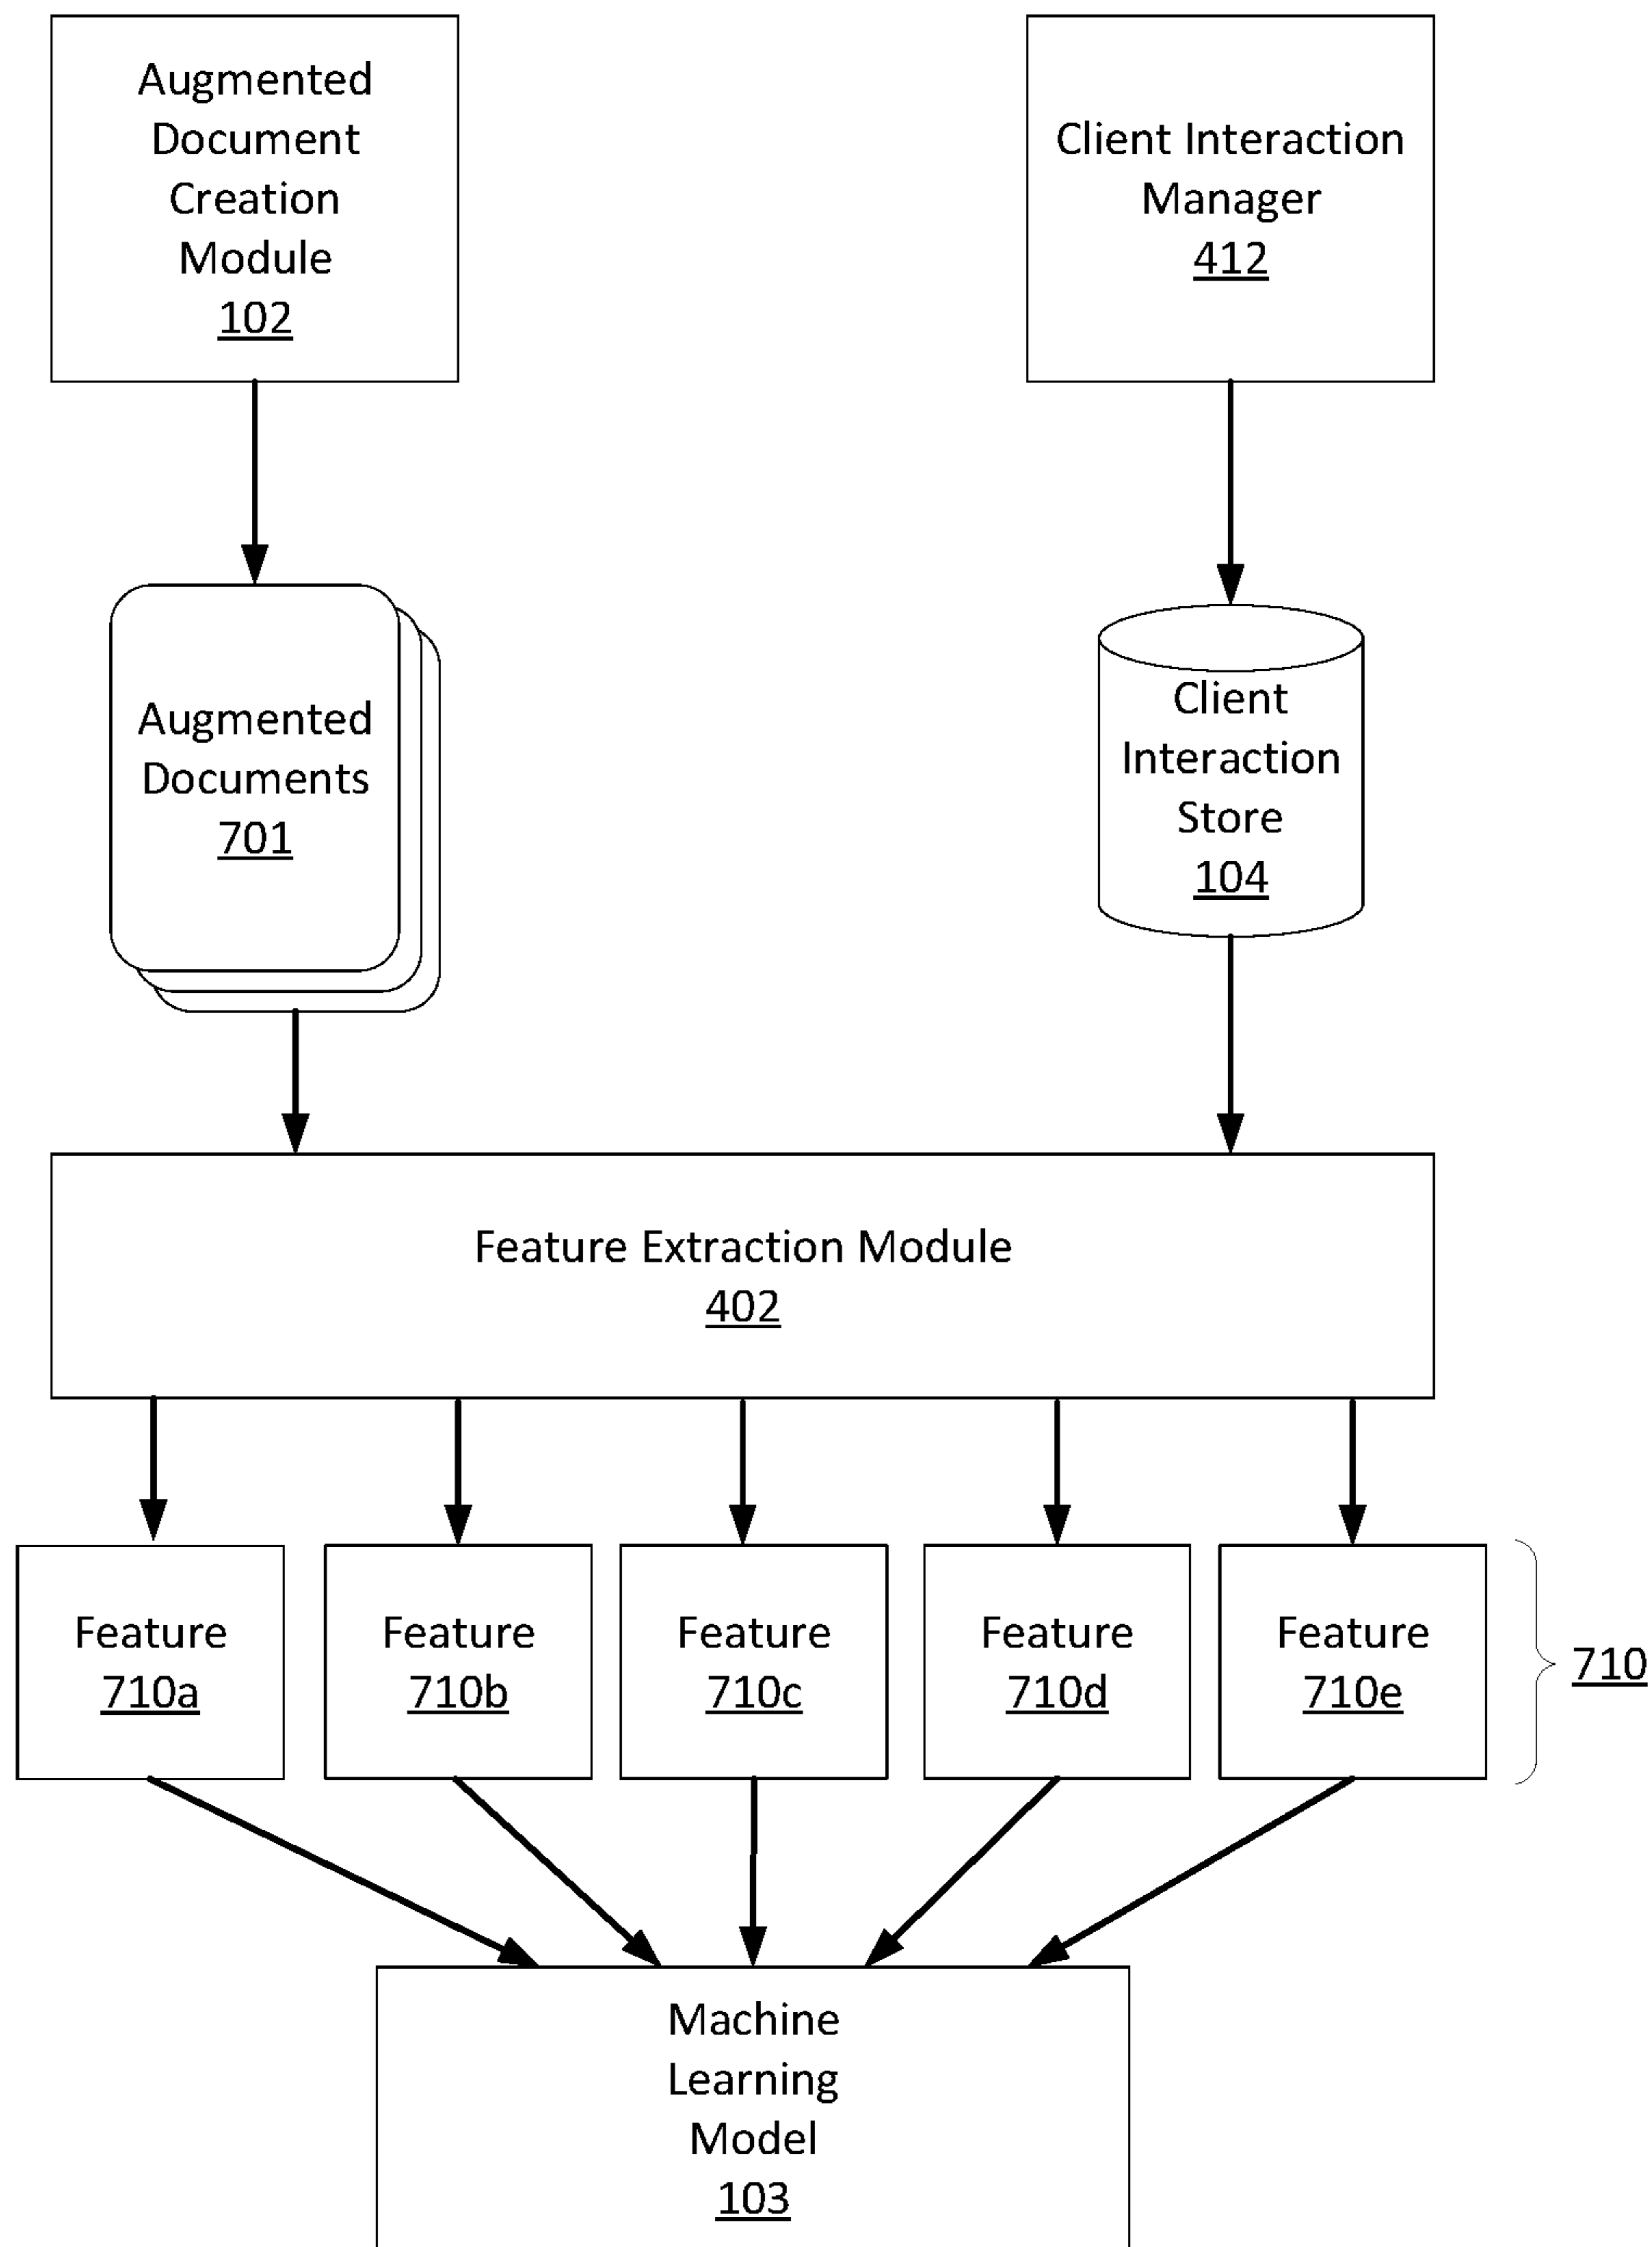 Augmented
Document
Creation
Module
102
Client Interaction
Manager
412
Augmented
Documents
701
Client
Interaction
Store
104
Feature Extraction Module
402
Feature
710a
Feature
710b
Feature
710c
Feature
710d
Feature
710e
710
Machine
Learning
Model
103